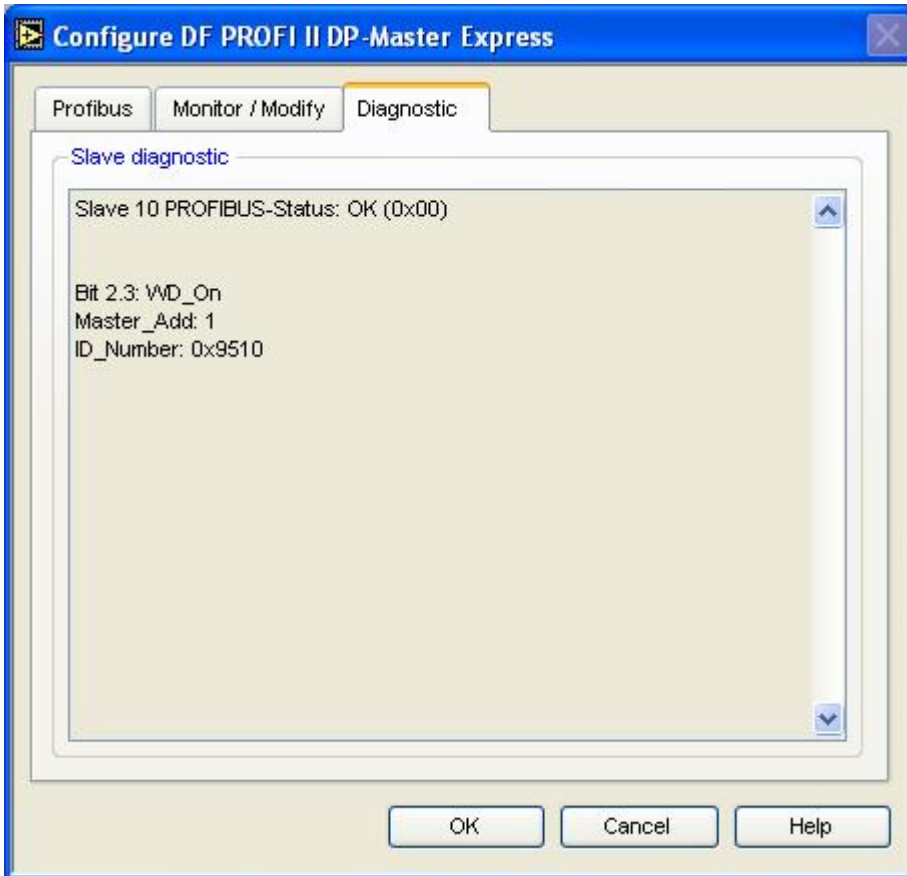 Configure DF PROFI II DP-Master Express
Profibus
Monitor / Modify
Diagnostic
Slave diagnostic
Slave 10 PROFIBUS-Status: OK (0x00)
Bit 2.3: WD_On
Master_Add: 1
ID_Number: 0x9510
OK
Cancel
Help